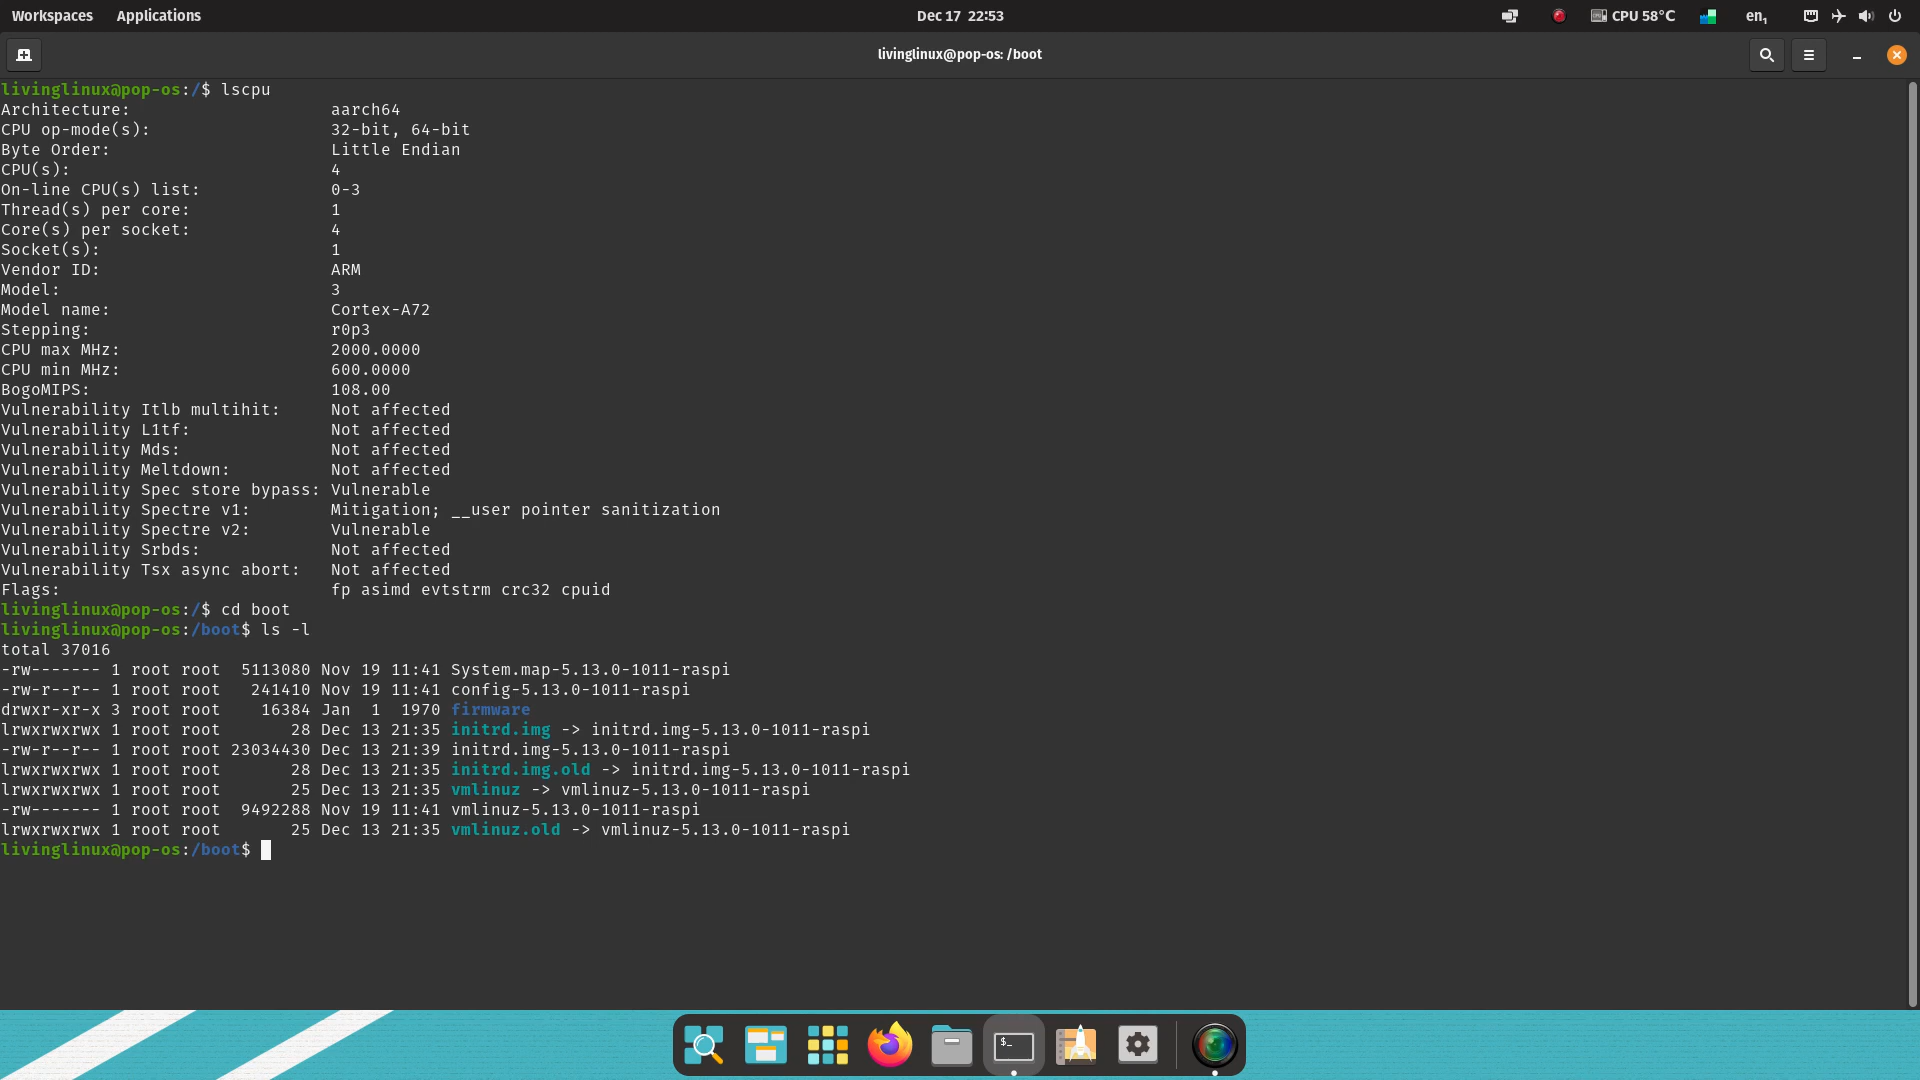 Workspaces Applications Dec 17 22:53 CPU 58°C en1
livinglinux@pop-os: /boot
livinglinux@pop-os:/$ lscpu
Architecture: aarch64
CPU op-mode(s): 32-bit, 64-bit
Byte Order: Little Endian
CPU(s): 4
On-line CPU(s) list: 0-3
Thread(s) per core: 1
Core(s) per socket: 4
Socket(s): 1
Vendor ID: ARM
Model: 3
Model name: Cortex-A72
Stepping: r0p3
CPU max MHz: 2000.0000
CPU min MHz: 600.0000
BogoMIPS: 108.00
Vulnerability Itlb multihit: Not affected
Vulnerability L1tf: Not affected
Vulnerability Mds: Not affected
Vulnerability Meltdown: Not affected
Vulnerability Spec store bypass: Vulnerable
Vulnerability Spectre v1: Mitigation; __user pointer sanitization
Vulnerability Spectre v2: Vulnerable
Vulnerability Srbds: Not affected
Vulnerability Tsx async abort: Not affected
Flags: fp asimd evtstrm crc32 cpuid
livinglinux@pop-os:/$ cd boot
livinglinux@pop-os:/boot$ ls -l
total 37016
-rw------- 1 root root  5113080 Nov 19 11:41 System.map-5.13.0-1011-raspi
-rw-r--r-- 1 root root   241410 Nov 19 11:41 config-5.13.0-1011-raspi
drwxr-xr-x 3 root root    16384 Jan  1  1970 firmware
lrwxrwxrwx 1 root root       28 Dec 13 21:35 initrd.img -> initrd.img-5.13.0-1011-raspi
-rw-r--r-- 1 root root 23034430 Dec 13 21:39 initrd.img-5.13.0-1011-raspi
lrwxrwxrwx 1 root root       28 Dec 13 21:35 initrd.img.old -> initrd.img-5.13.0-1011-raspi
lrwxrwxrwx 1 root root       25 Dec 13 21:35 vmlinuz -> vmlinuz-5.13.0-1011-raspi
-rw------- 1 root root  9492288 Nov 19 11:41 vmlinuz-5.13.0-1011-raspi
lrwxrwxrwx 1 root root       25 Dec 13 21:35 vmlinuz.old -> vmlinuz-5.13.0-1011-raspi
livinglinux@pop-os:/boot$
$_